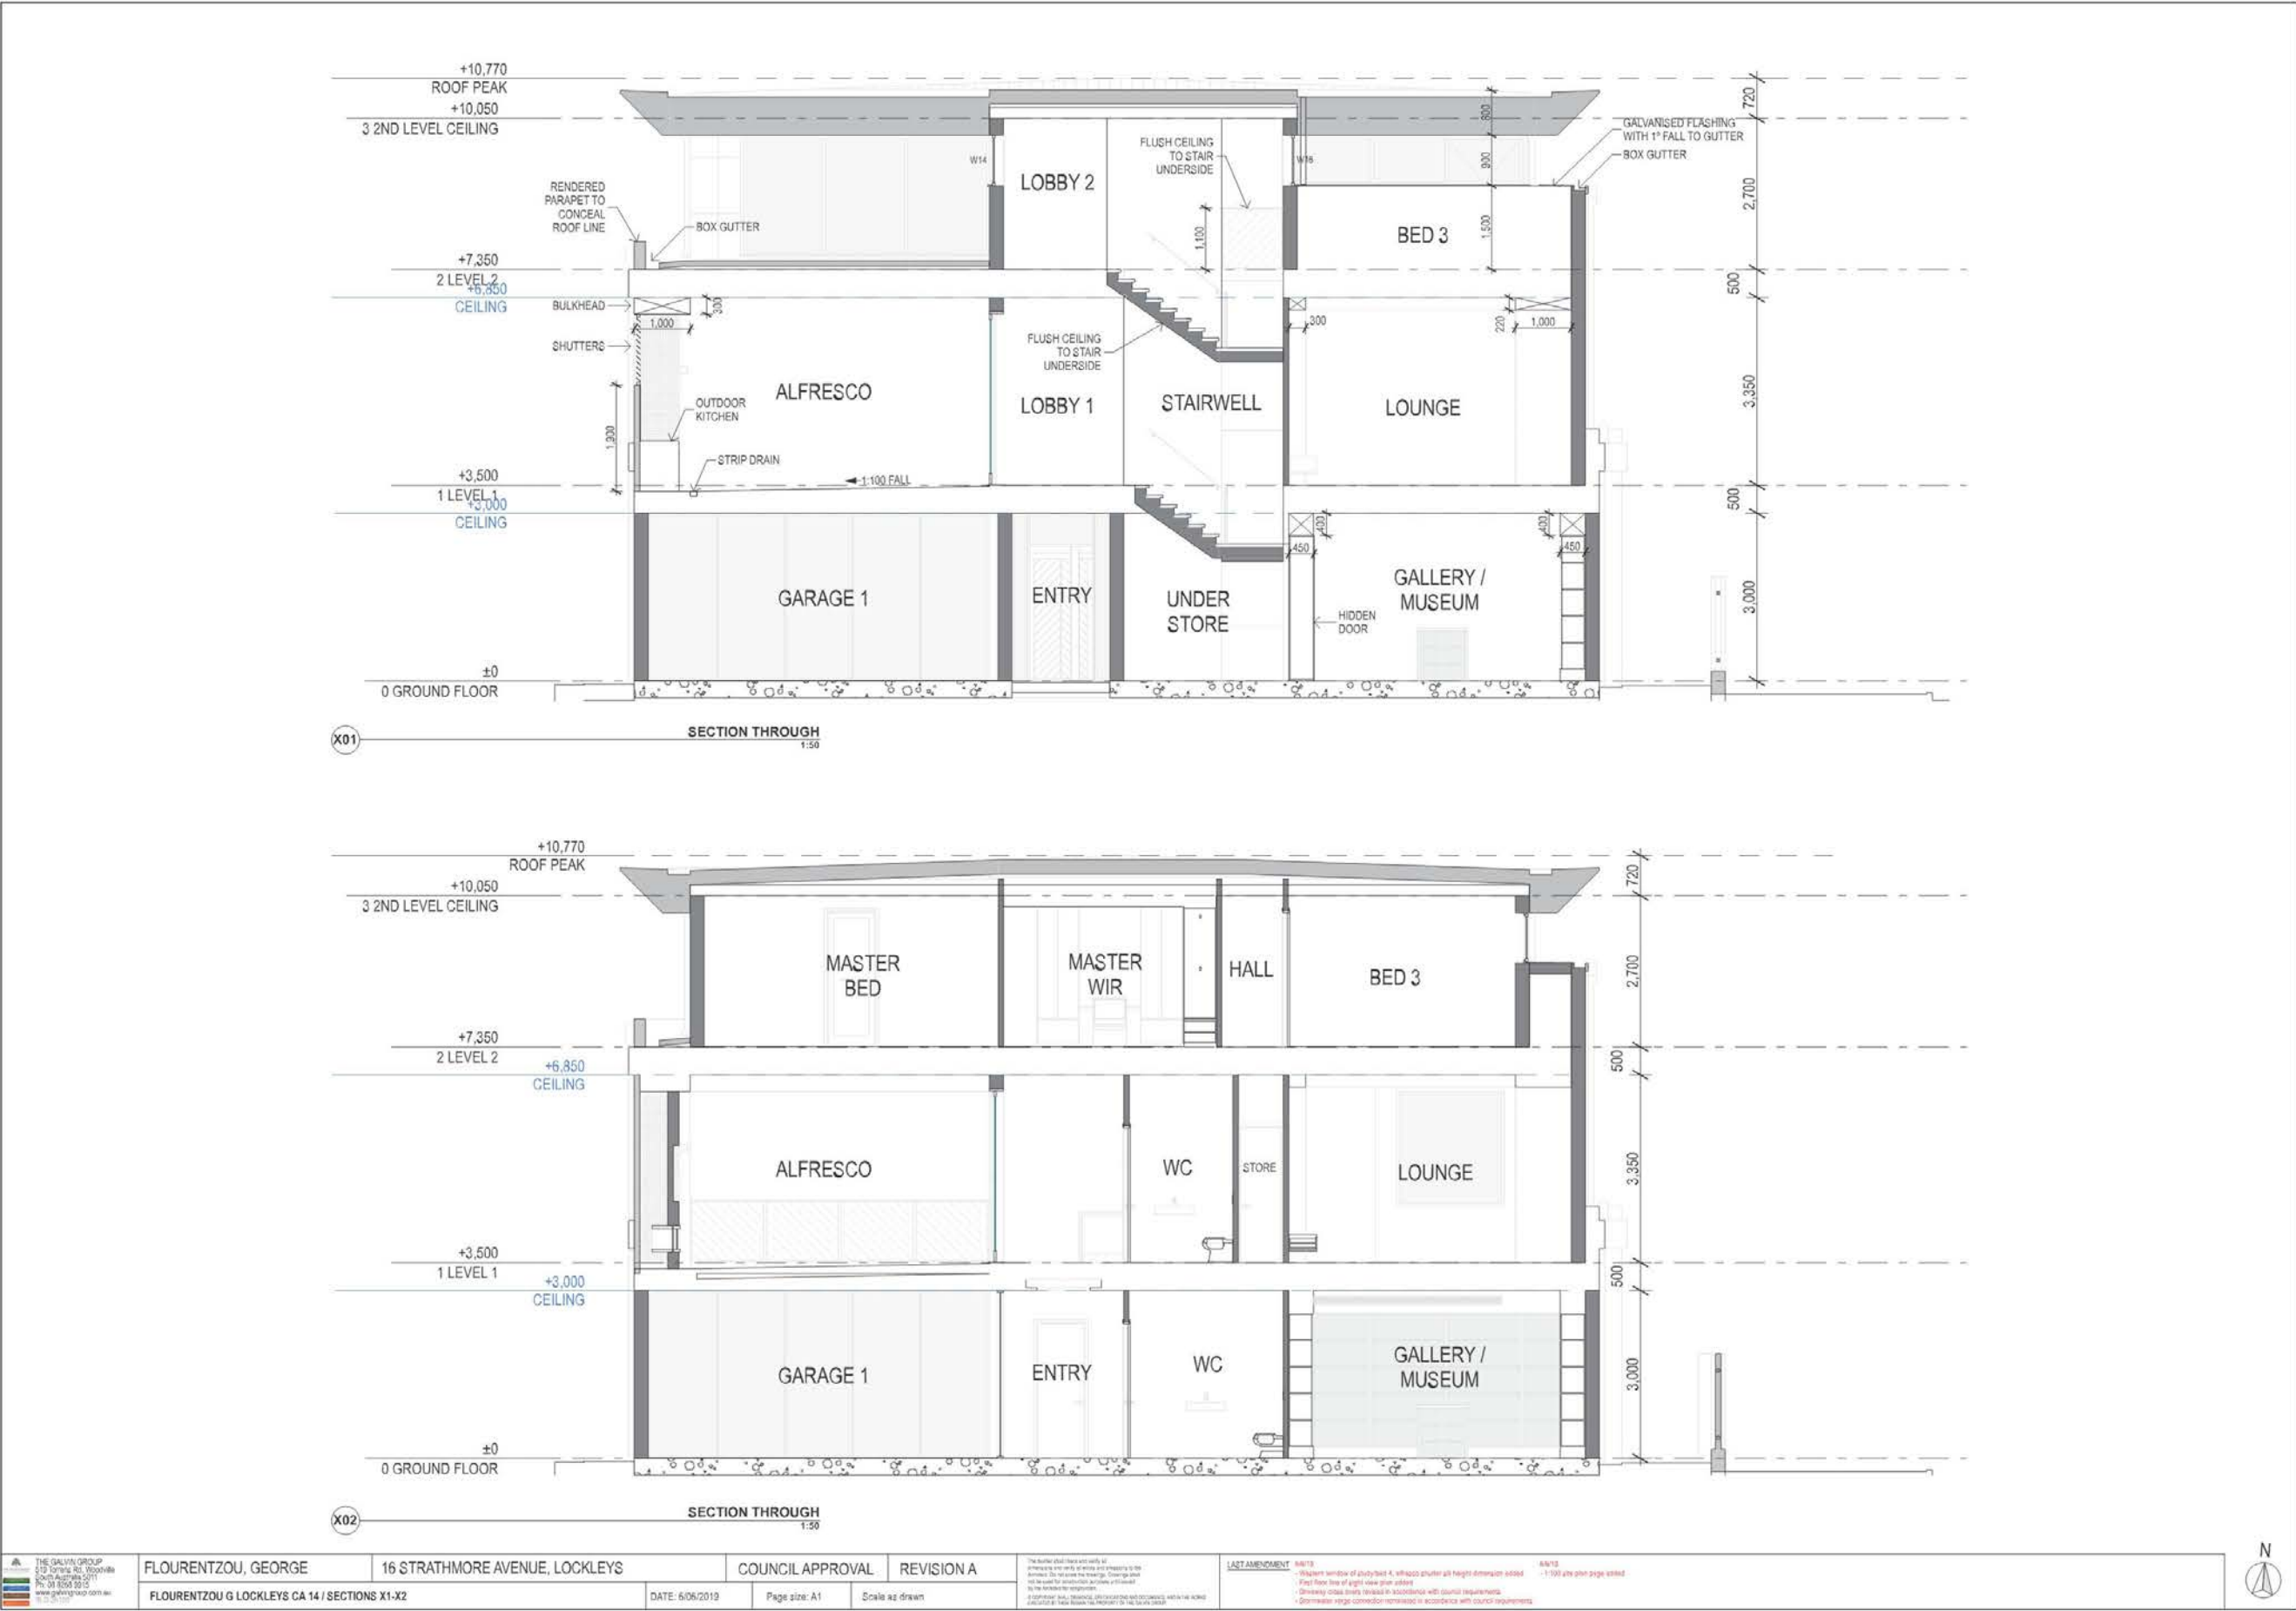 +10,770
ROOF PEAK
+10,050
3 2ND LEVEL CEILING
RENDERED
PARAPET TO
CONCEAL
ROOF LINE
BOX GUTTER
W14
LOBBY 2
FLUSH CEILING
TO STAIR
UNDERSIDE
W16
800
900
1,500
1,100
BED 3
GALVANISED FLASHING
WITH 1° FALL TO GUTTER
BOX GUTTER
720
2,700
500
3,350
500
3,000
+7,350
2 LEVEL 2
+6,850
CEILING
BULKHEAD
300
1,000
SHUTTERS
1,900
OUTDOOR
KITCHEN
ALFRESCO
STRIP DRAIN
1:100 FALL
FLUSH CEILING
TO STAIR
UNDERSIDE
LOBBY 1
STAIRWELL
300
220
1,000
LOUNGE
+3,500
1 LEVEL 1
+3,000
CEILING
GARAGE 1
ENTRY
UNDER
STORE
400
450
400
450
HIDDEN
DOOR
GALLERY /
MUSEUM
±0
0 GROUND FLOOR
X01
SECTION THROUGH
1:50
+10,770
ROOF PEAK
+10,050
3 2ND LEVEL CEILING
MASTER
BED
MASTER
WIR
HALL
BED 3
720
2,700
500
3,350
500
3,000
+7,350
2 LEVEL 2
+6,850
CEILING
ALFRESCO
WC
STORE
LOUNGE
+3,500
1 LEVEL 1
+3,000
CEILING
GARAGE 1
ENTRY
WC
GALLERY /
MUSEUM
±0
0 GROUND FLOOR
X02
SECTION THROUGH
1:50
N
THE GALVIN GROUP
519 Torrens Rd, Woodville
South Australia 5011
FLOURENTZOU, GEORGE
16 STRATHMORE AVENUE, LOCKLEYS
COUNCIL APPROVAL
REVISION A
FLOURENTZOU G LOCKLEYS CA 14 / SECTIONS X1-X2
DATE: 6/06/2019
Page size: A1
Scale as drawn
LAST AMENDMENT